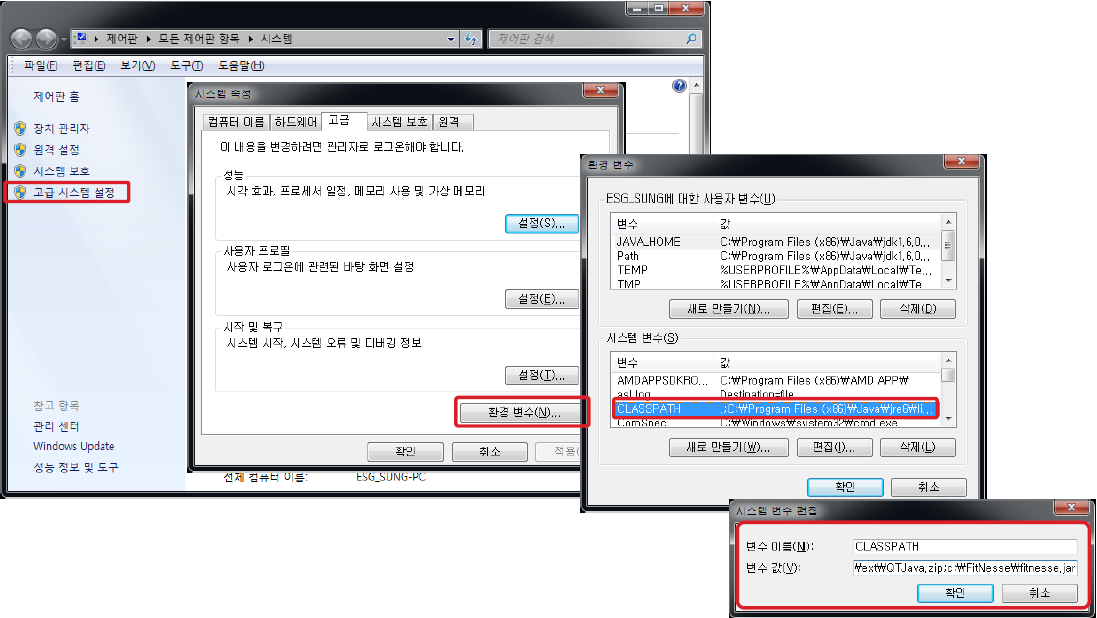 제어판 ▸ 모든 제어판 항목 ▸ 시스템
제어판 검색
파일(F) 편집(E) 보기(V) 도구(T) 도움말(H)
제어판 홈
장치 관리자
원격 설정
시스템 보호
고급 시스템 설정
참고 항목
관리 센터
Windows Update
성능 정보 및 도구
전체 컴퓨터 이름: ESG_SUNG-PC
시스템 속성
컴퓨터 이름 하드웨어 고급 시스템 보호 원격
이 내용을 변경하려면 관리자로 로그온해야 합니다.
성능
시각 효과, 프로세서 일정, 메모리 사용 및 가상 메모리
설정(S)...
사용자 프로필
사용자 로그온에 관련된 바탕 화면 설정
설정(E)...
시작 및 복구
시스템 시작, 시스템 오류 및 디버깅 정보
설정(T)...
환경 변수(N)...
확인 취소 적용(
환경 변수
ESG_SUNG에 대한 사용자 변수(U)
변수 값
JAVA_HOME C:₩Program Files (x86)₩Java₩jdk1.6.0...
Path C:₩Program Files (x86)₩Java₩jdk1.6.0...
TEMP %USERPROFILE%₩AppData₩Local₩Te...
TMP %USERPROFILE%₩AppData₩Local₩Te
새로 만들기(N)... 편집(E)... 삭제(D)
시스템 변수(S)
변수 값
AMDAPPSDKRO... C:₩Program Files (x86)₩AMD APP₩
asl.log Destination=file
CLASSPATH .;C:₩Program Files (x86)₩Java₩jre6₩li...
ComSpec C:₩Windows₩system32₩cmd.exe
새로 만들기(W)... 편집(I)... 삭제(L)
확인 취소
시스템 변수 편집
변수 이름(N): CLASSPATH
변수 값(V): ₩ext₩QTJava.zip;c:₩FitNesse₩fitnesse.jar
확인 취소